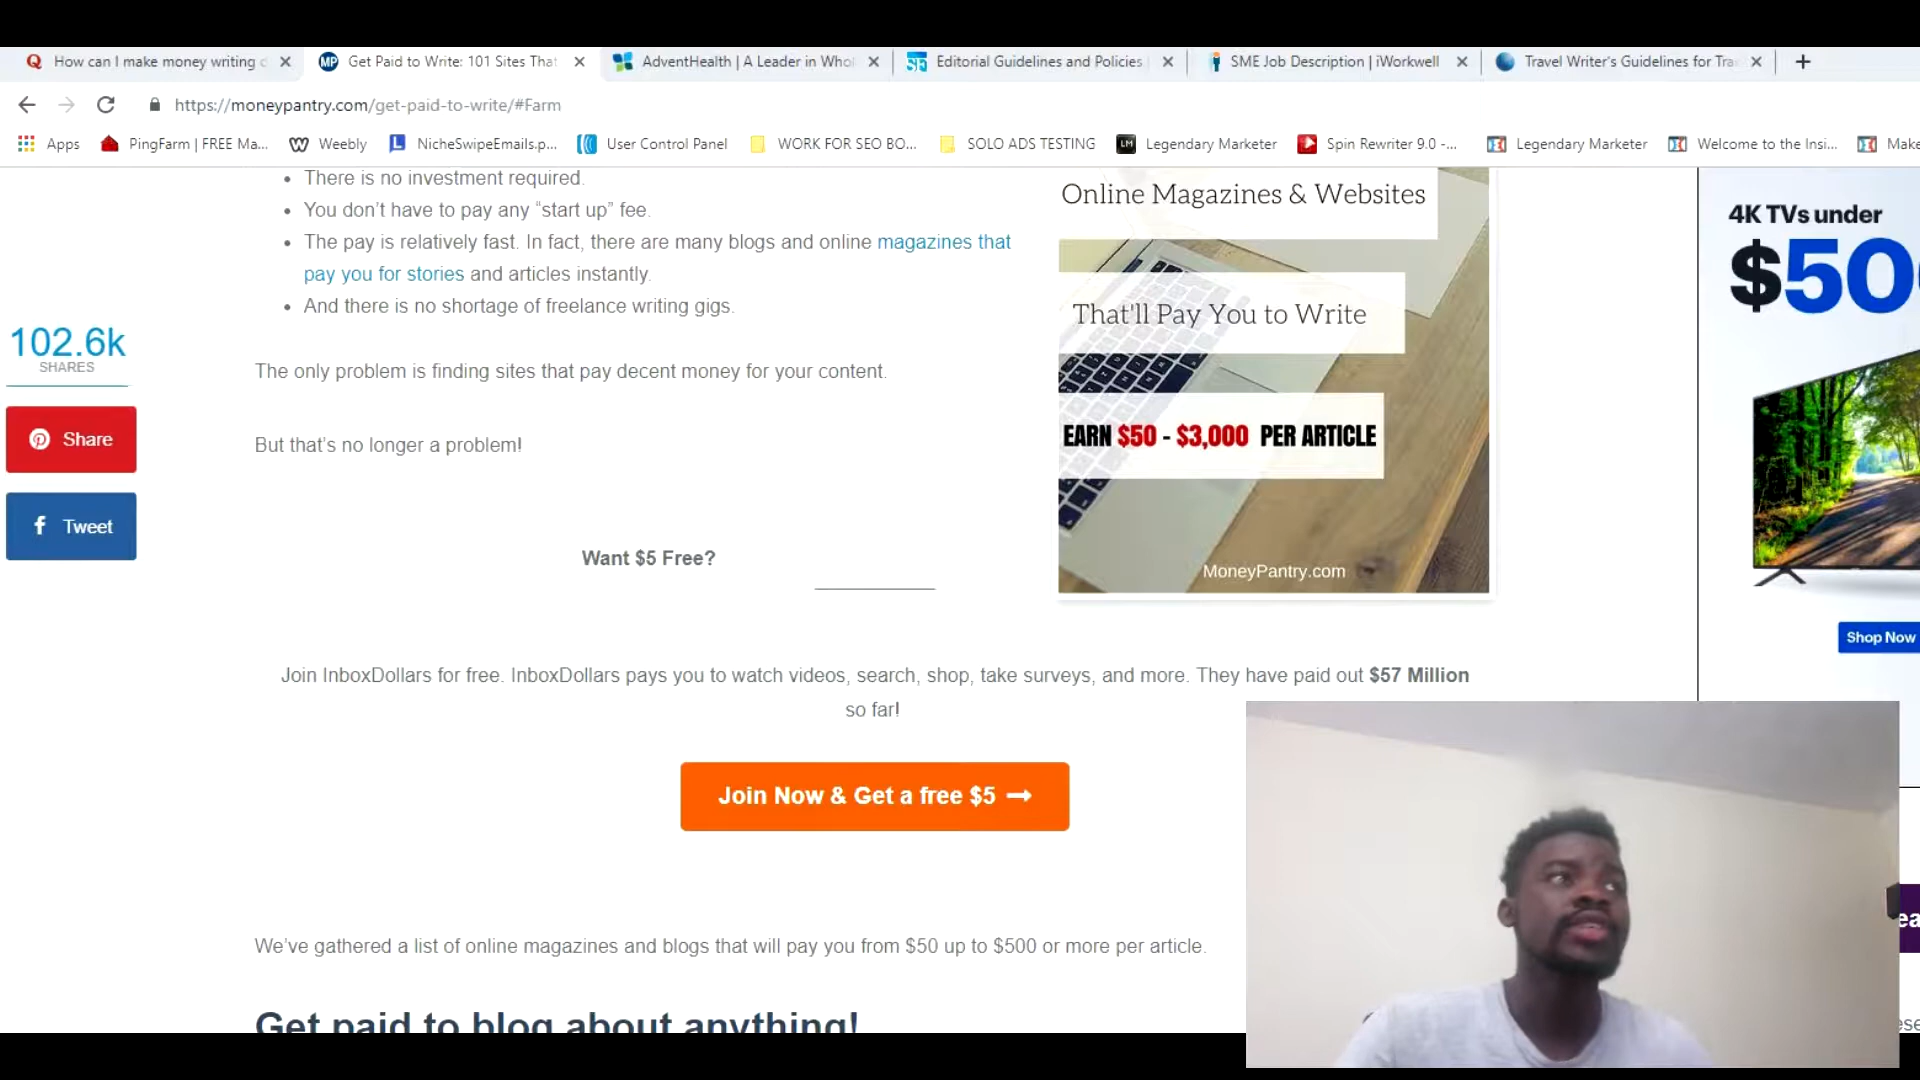 How can I make money writing
Get Paid to Write: 101 Sites That
AdventHealth | A Leader in Who
Editorial Guidelines and Policies
SME Job Description | iWorkwell
Travel Writer's Guidelines for Tra
https://moneypantry.com/get-paid-to-write/#Farm
Apps
PingFarm | FREE Ma...
Weebly
NicheSwipeEmails.p...
User Control Panel
WORK FOR SEO BO...
SOLO ADS TESTING
Legendary Marketer
Spin Rewriter 9.0 -...
Legendary Marketer
Welcome to the Insi...
Make
There is no investment required.
You don't have to pay any “start up” fee.
The pay is relatively fast. In fact, there are many blogs and online magazines that
pay you for stories and articles instantly.
And there is no shortage of freelance writing gigs.
The only problem is finding sites that pay decent money for your content.
But that's no longer a problem!
102.6k
SHARES
Share
Tweet
Online Magazines & Websites
That'll Pay You to Write
EARN $50 - $3,000 PER ARTICLE
MoneyPantry.com
4K TVs under
$50
Shop Now
Want $5 Free?
Join InboxDollars for free. InboxDollars pays you to watch videos, search, shop, take surveys, and more. They have paid out $57 Million
so far!
Join Now & Get a free $5
We've gathered a list of online magazines and blogs that will pay you from $50 up to $500 or more per article.
Get paid to blog about anything!